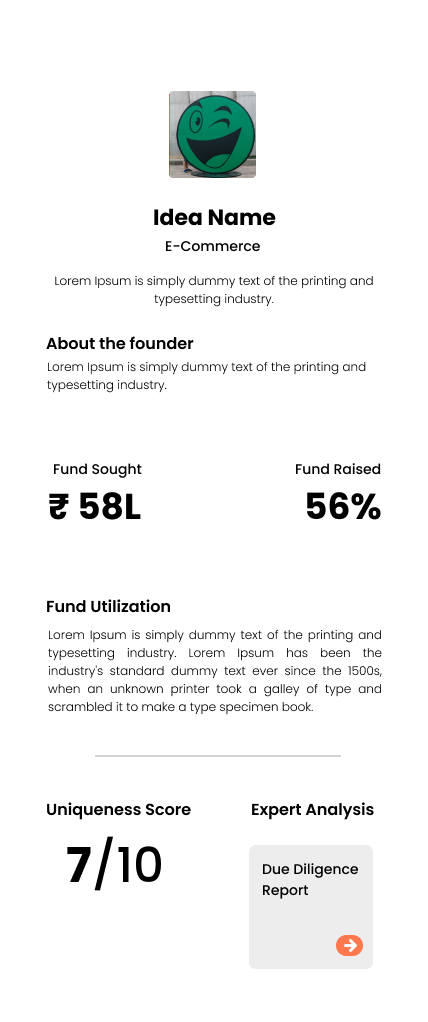 Idea Name
E-Commerce
Lorem Ipsum is simply dummy text of the printing and
typesetting industry.
About the founder
Lorem Ipsum is simply dummy text of the printing and
typesetting industry.
Fund Sought
Fund Raised
₹ 58L
56%
Fund Utilization
Lorem Ipsum is simply dummy text of the printing and
typesetting industry. Lorem Ipsum has been the
industry's standard dummy text ever since the 1500s,
when an unknown printer took a galley of type and
scrambled it to make a type specimen book.
Uniqueness Score
Expert Analysis
7/10
Due Diligence
Report